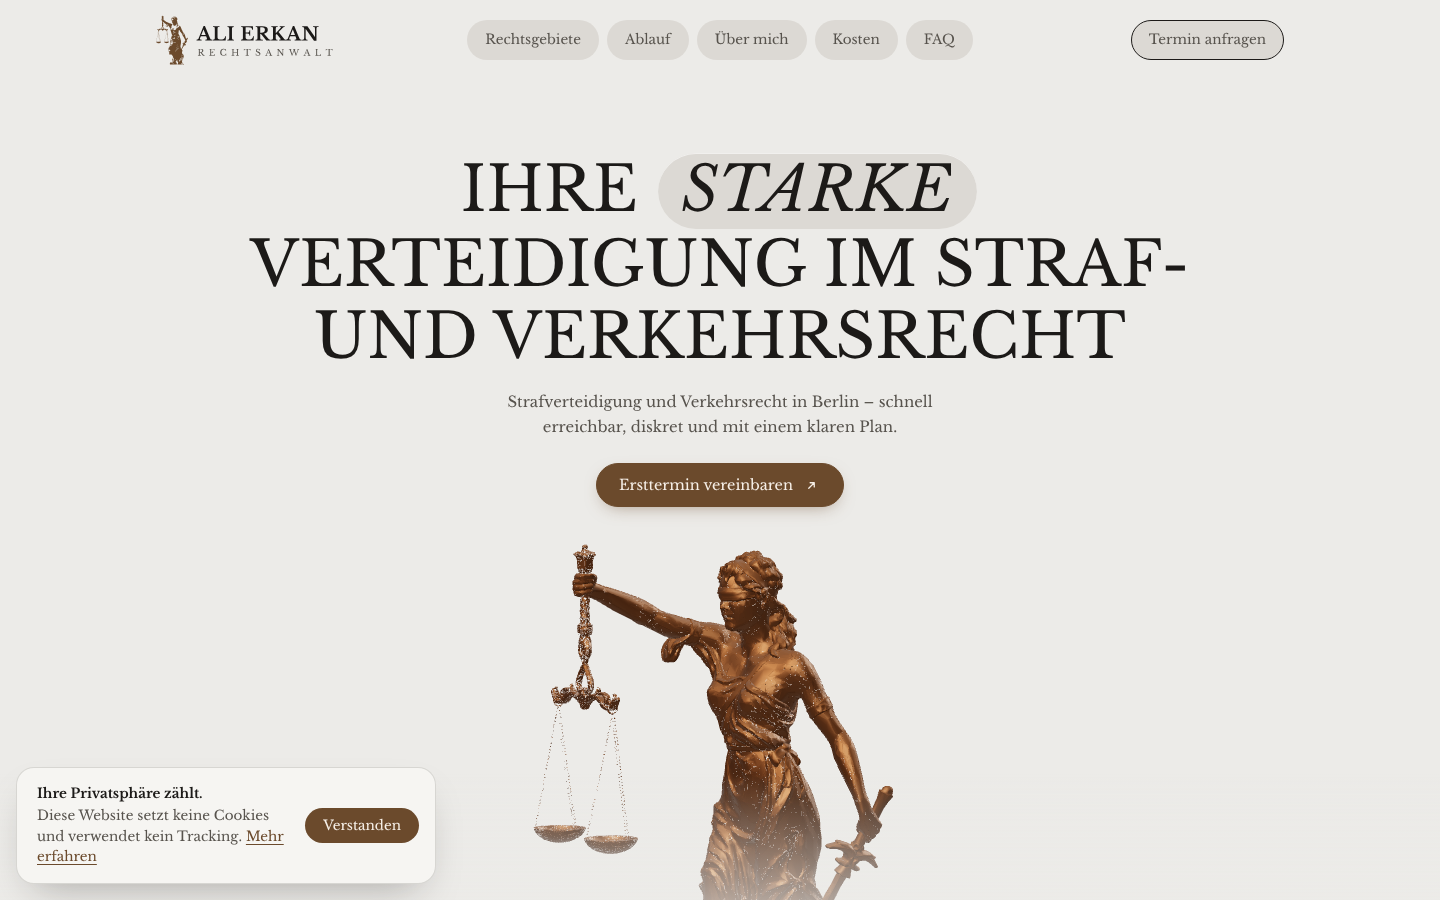 ALI ERKAN
RECHTSANWALT
Rechtsgebiete
Ablauf
Über mich
Kosten
FAQ
Termin anfragen
IHRE STARKE
VERTEIDIGUNG IM STRAF-
UND VERKEHRSRECHT
Strafverteidigung und Verkehrsrecht in Berlin – schnell
erreichbar, diskret und mit einem klaren Plan.
Ersttermin vereinbaren
Ihre Privatsphäre zählt.
Diese Website setzt keine Cookies
und verwendet kein Tracking. Mehr
erfahren
Verstanden